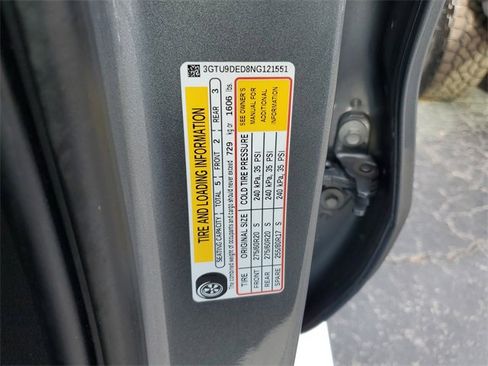 3GTU9DED8NG121551
TIRE AND LOADING INFORMATION
SEATING CAPACITY TOTAL 5 FRONT 2 REAR 3
The combined weight of occupants and cargo should never exceed 729 kg or 1606 lbs.
TIRE ORIGINAL SIZE COLD TIRE PRESSURE
FRONT 275/60R20 S 240 kPa, 35 PSI
REAR 275/60R20 S 240 kPa, 35 PSI
SPARE 255/80R17 S 240 kPa, 35 PSI
SEE OWNER'S
MANUAL FOR
ADDITIONAL
INFORMATION